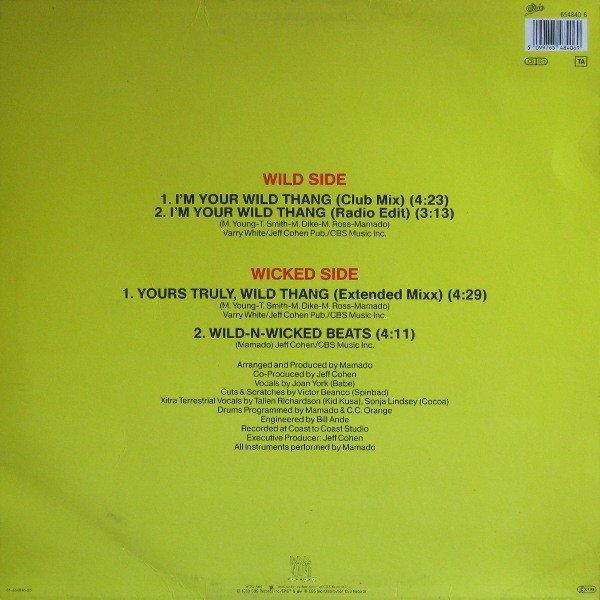 Epic
654840 6
5 099765 484069
TA
WILD SIDE
1. I'M YOUR WILD THANG (Club Mix) (4:23)
2. I'M YOUR WILD THANG (Radio Edit) (3:13)
(M. Young-T. Smith-M. Dike-M. Ross-Mamado)
Varry White/Jeff Cohen Pub./CBS Music Inc.
WICKED SIDE
1. YOURS TRULY, WILD THANG (Extended Mixx) (4:29)
(M. Young-T. Smith-M. Dike-M. Ross-Mamado)
Varry White/Jeff Cohen Pub./CBS Music Inc.
2. WILD-N-WICKED BEATS (4:11)
(Mamado) Jeff Cohen/CBS Music Inc.
Arranged and Produced by Mamado
Co-Produced by Jeff Cohen
Vocals by Joan York (Babe)
Cuts & Scratches by Victor Beanco (Spinbad)
Xitra Terrestrial Vocals by Talien Richardson (Kid Kusa), Sonja Lindsey (Cocoa)
Drums Programmed by Mamado & C.C. Orange
Engineered by Bill Ande
Recorded at Coast to Coast Studio
Executive Producer: Jeff Cohen
All instruments performed by Mamado